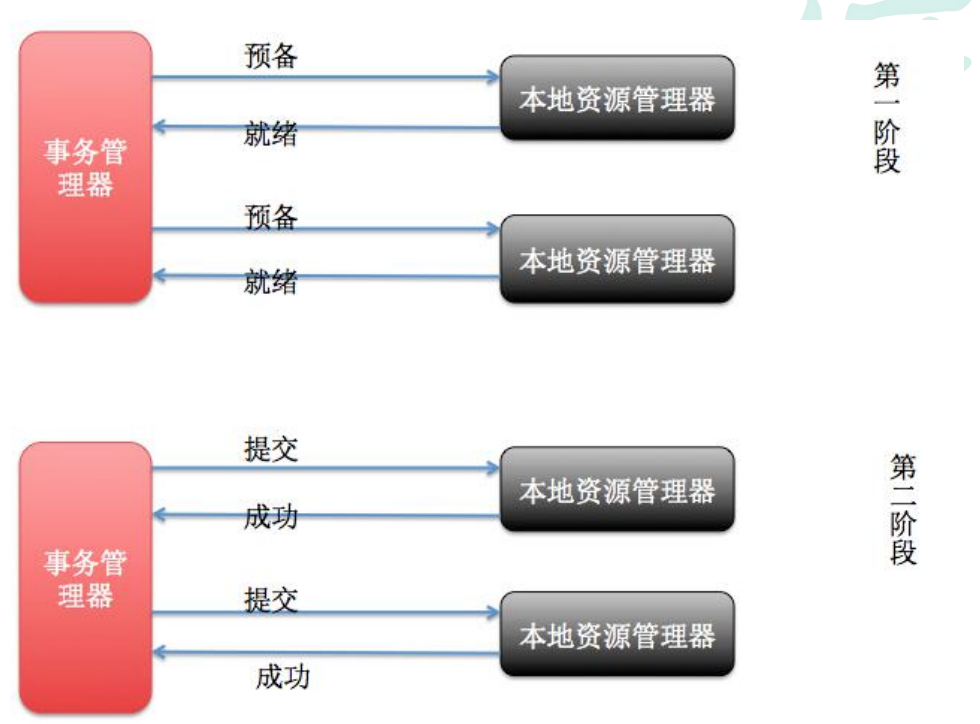 预备
本地资源管理器
就绪
事务管
理器
预备
本地资源管理器
就绪
第一阶段
提交
本地资源管理器
成功
事务管
理器
提交
本地资源管理器
成功
第二阶段